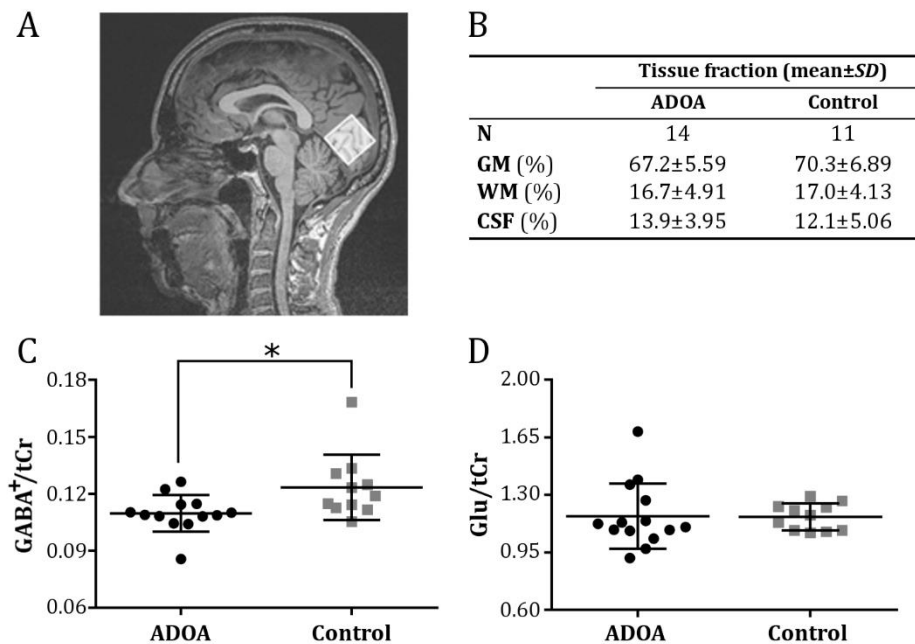 A
B
Tissue fraction (mean±SD)
ADOA Control
N 14 11
GM (%) 67.2±5.59 70.3±6.89
WM (%) 16.7±4.91 17.0±4.13
CSF (%) 13.9±3.95 12.1±5.06
C
*
0.18
0.15
0.12
0.09
0.06
GABA⁺/tCr
ADOA Control
D
2.00
1.65
1.30
0.95
0.60
Glu/tCr
ADOA Control